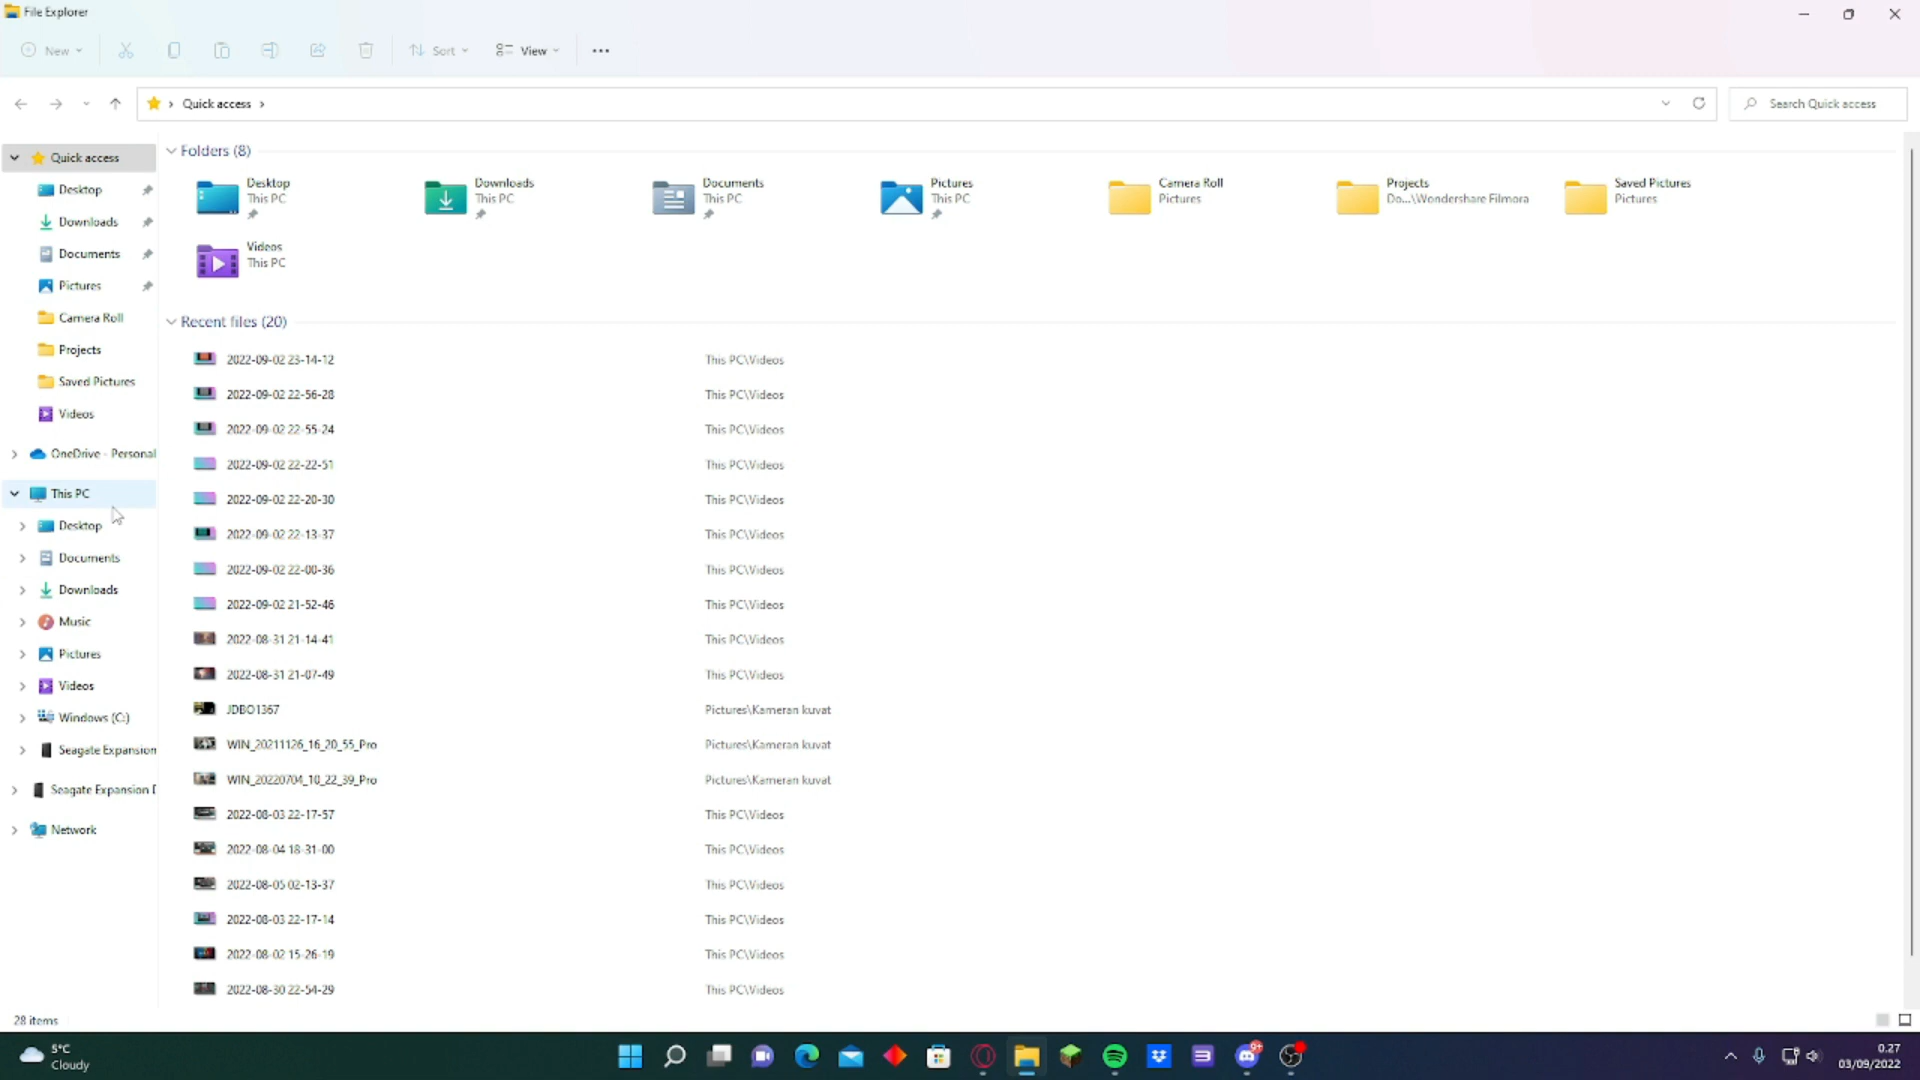 File Explorer
New
Sort
View
Quick access
Search Quick access
Quick access
Desktop
Downloads
Documents
Pictures
Camera Roll
Projects
Saved Pictures
Videos
OneDrive - Personal
This PC
Desktop
Documents
Downloads
Music
Pictures
Videos
Windows (C:)
Seagate Expansion
Seagate Expansion D
Network
Folders (8)
Desktop
This PC
Downloads
This PC
Documents
This PC
Pictures
This PC
Camera Roll
Pictures
Projects
Do...\Wondershare Filmora
Saved Pictures
Pictures
Videos
This PC
Recent files (20)
2022-09-02 23-14-12 This PC\Videos
2022-09-02 22-56-28 This PC\Videos
2022-09-02 22-55-24 This PC\Videos
2022-09-02 22-22-51 This PC\Videos
2022-09-02 22-20-30 This PC\Videos
2022-09-02 22-13-37 This PC\Videos
2022-09-02 22-00-36 This PC\Videos
2022-09-02 21-52-46 This PC\Videos
2022-08-31 21-14-41 This PC\Videos
2022-08-31 21-07-49 This PC\Videos
JDBO1367 Pictures\Kameran kuvat
WIN_20211126_16_20_55_Pro Pictures\Kameran kuvat
WIN_20220704_10_22_39_Pro Pictures\Kameran kuvat
2022-08-03 22-17-57 This PC\Videos
2022-08-04 18-31-00 This PC\Videos
2022-08-05 02-13-37 This PC\Videos
2022-08-03 22-17-14 This PC\Videos
2022-08-02 15-26-19 This PC\Videos
2022-08-30 22-54-29 This PC\Videos
28 items
5°C
Cloudy
9+
0.27
03/09/2022